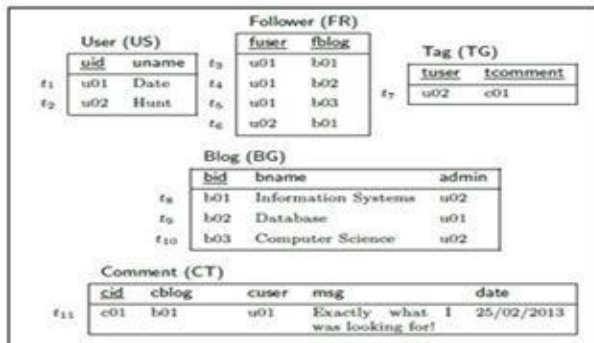 User (US)
uid uname
t1 u01 Date
t2 u02 Hunt
Follower (FR)
fuser fblog
t3 u01 b01
t4 u01 b02
t5 u01 b03
t6 u02 b01
Tag (TG)
tuser tcomment
t7 u02 c01
Blog (BG)
bid bname admin
t8 b01 Information Systems u02
t9 b02 Database u01
t10 b03 Computer Science u02
Comment (CT)
cid cblog cuser msg date
t11 c01 b01 u01 Exactly what I 25/02/2013
was looking for!